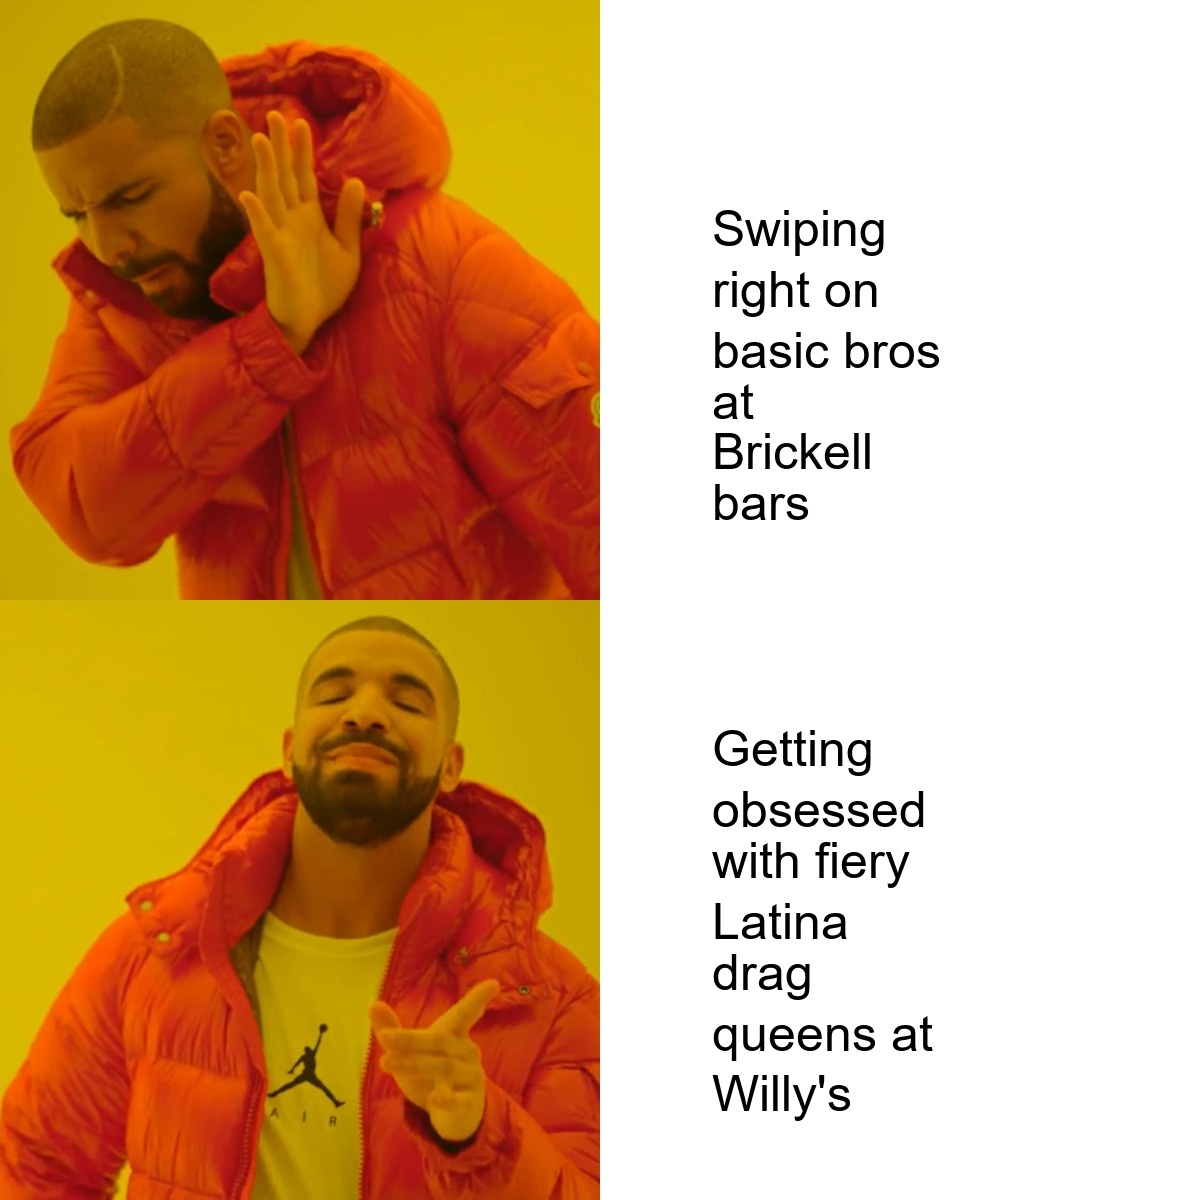 Swiping
right on
basic bros
at
Brickell
bars
Getting
obsessed
with fiery
Latina
drag
queens at
Willy's
A I R